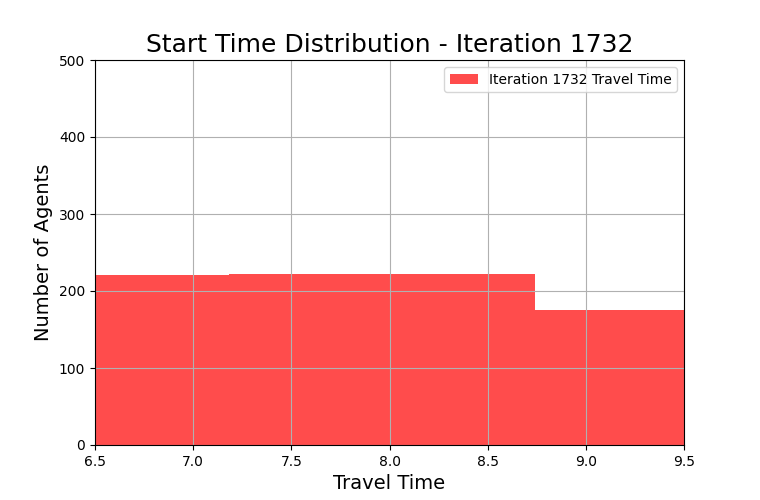 Start Time Distribution - Iteration 1732
Iteration 1732 Travel Time
Number of Agents
500
400
300
200
100
0
6.5 7.0 7.5 8.0 8.5 9.0 9.5
Travel Time